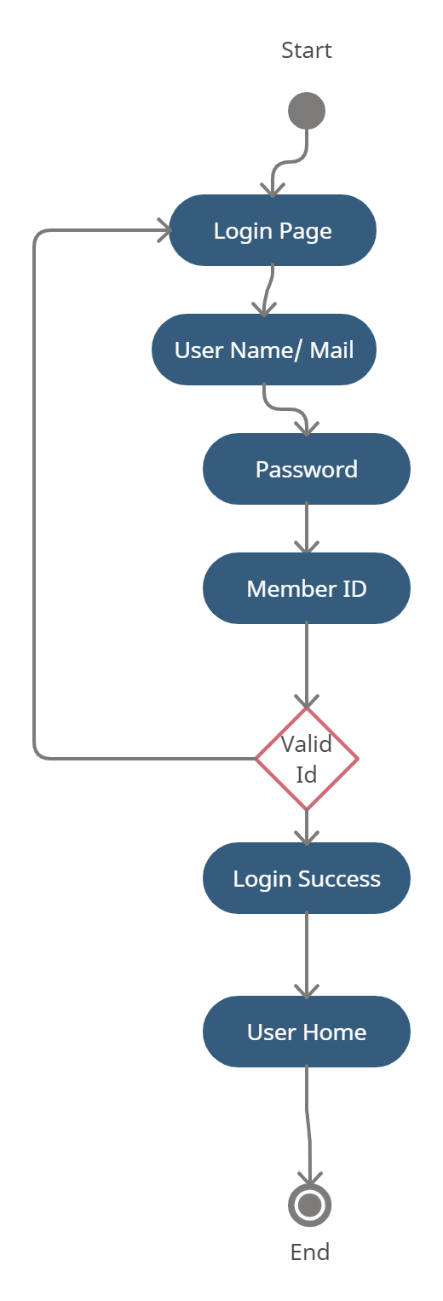 Start
Login Page
User Name/ Mail
Password
Member ID
Valid
Id
Login Success
User Home
End